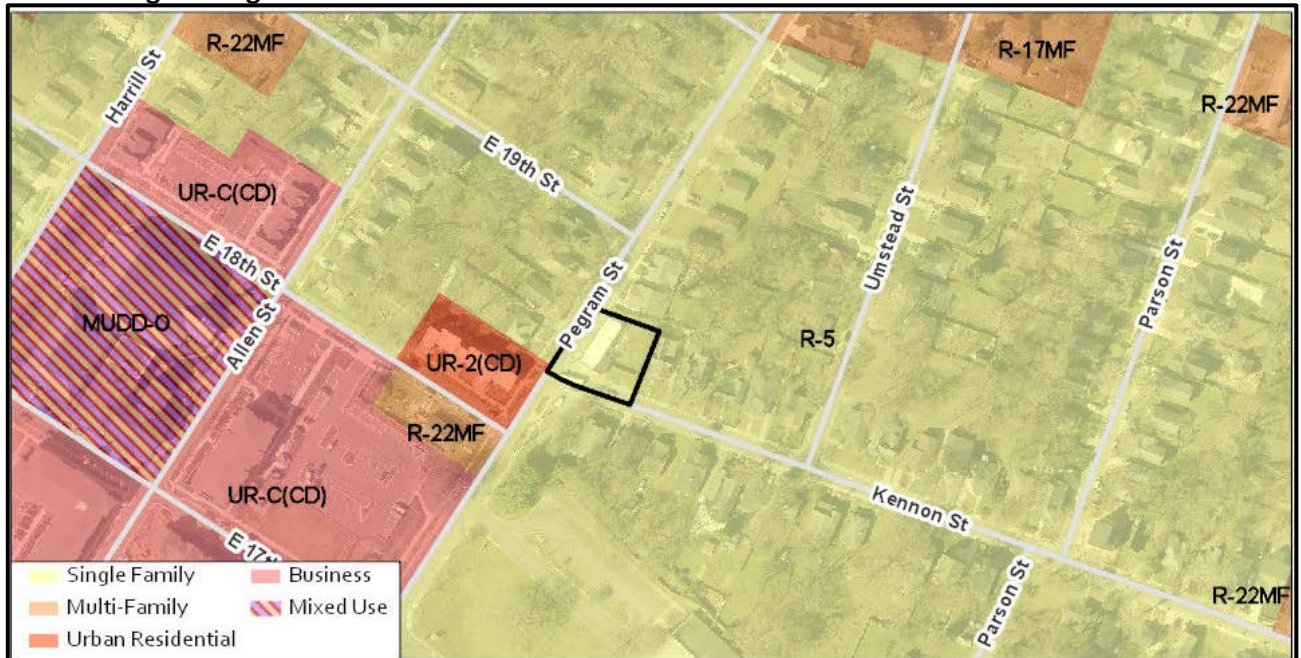 R-22MF
R-17MF
Harrill St
R-22MF
E 19th St
UR-C(CD)
Umstead St
Parson St
E 18th St
MUDD-O
Allen St
Pegram St
UR-2(CD)
R-5
R-22MF
UR-C(CD)
Kennon St
E 17th
Parson St
R-22MF
Single Family
Business
Multi-Family
Mixed Use
Urban Residential